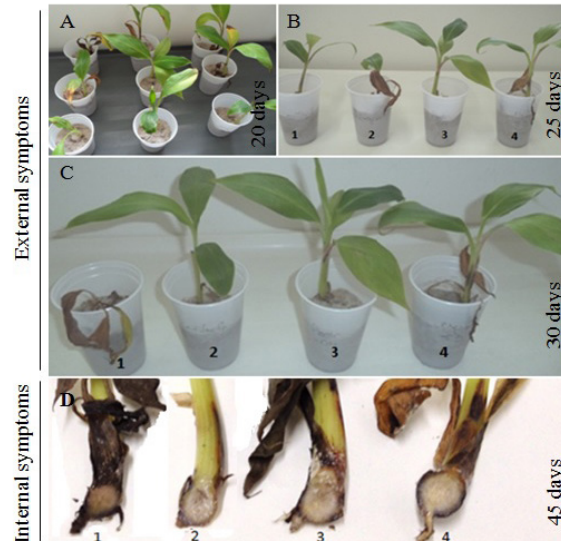 External symptoms
A
20 days
B
1
2
3
4
25 days
C
1
2
3
4
30 days
Internal symptoms
D
1
2
3
4
45 days